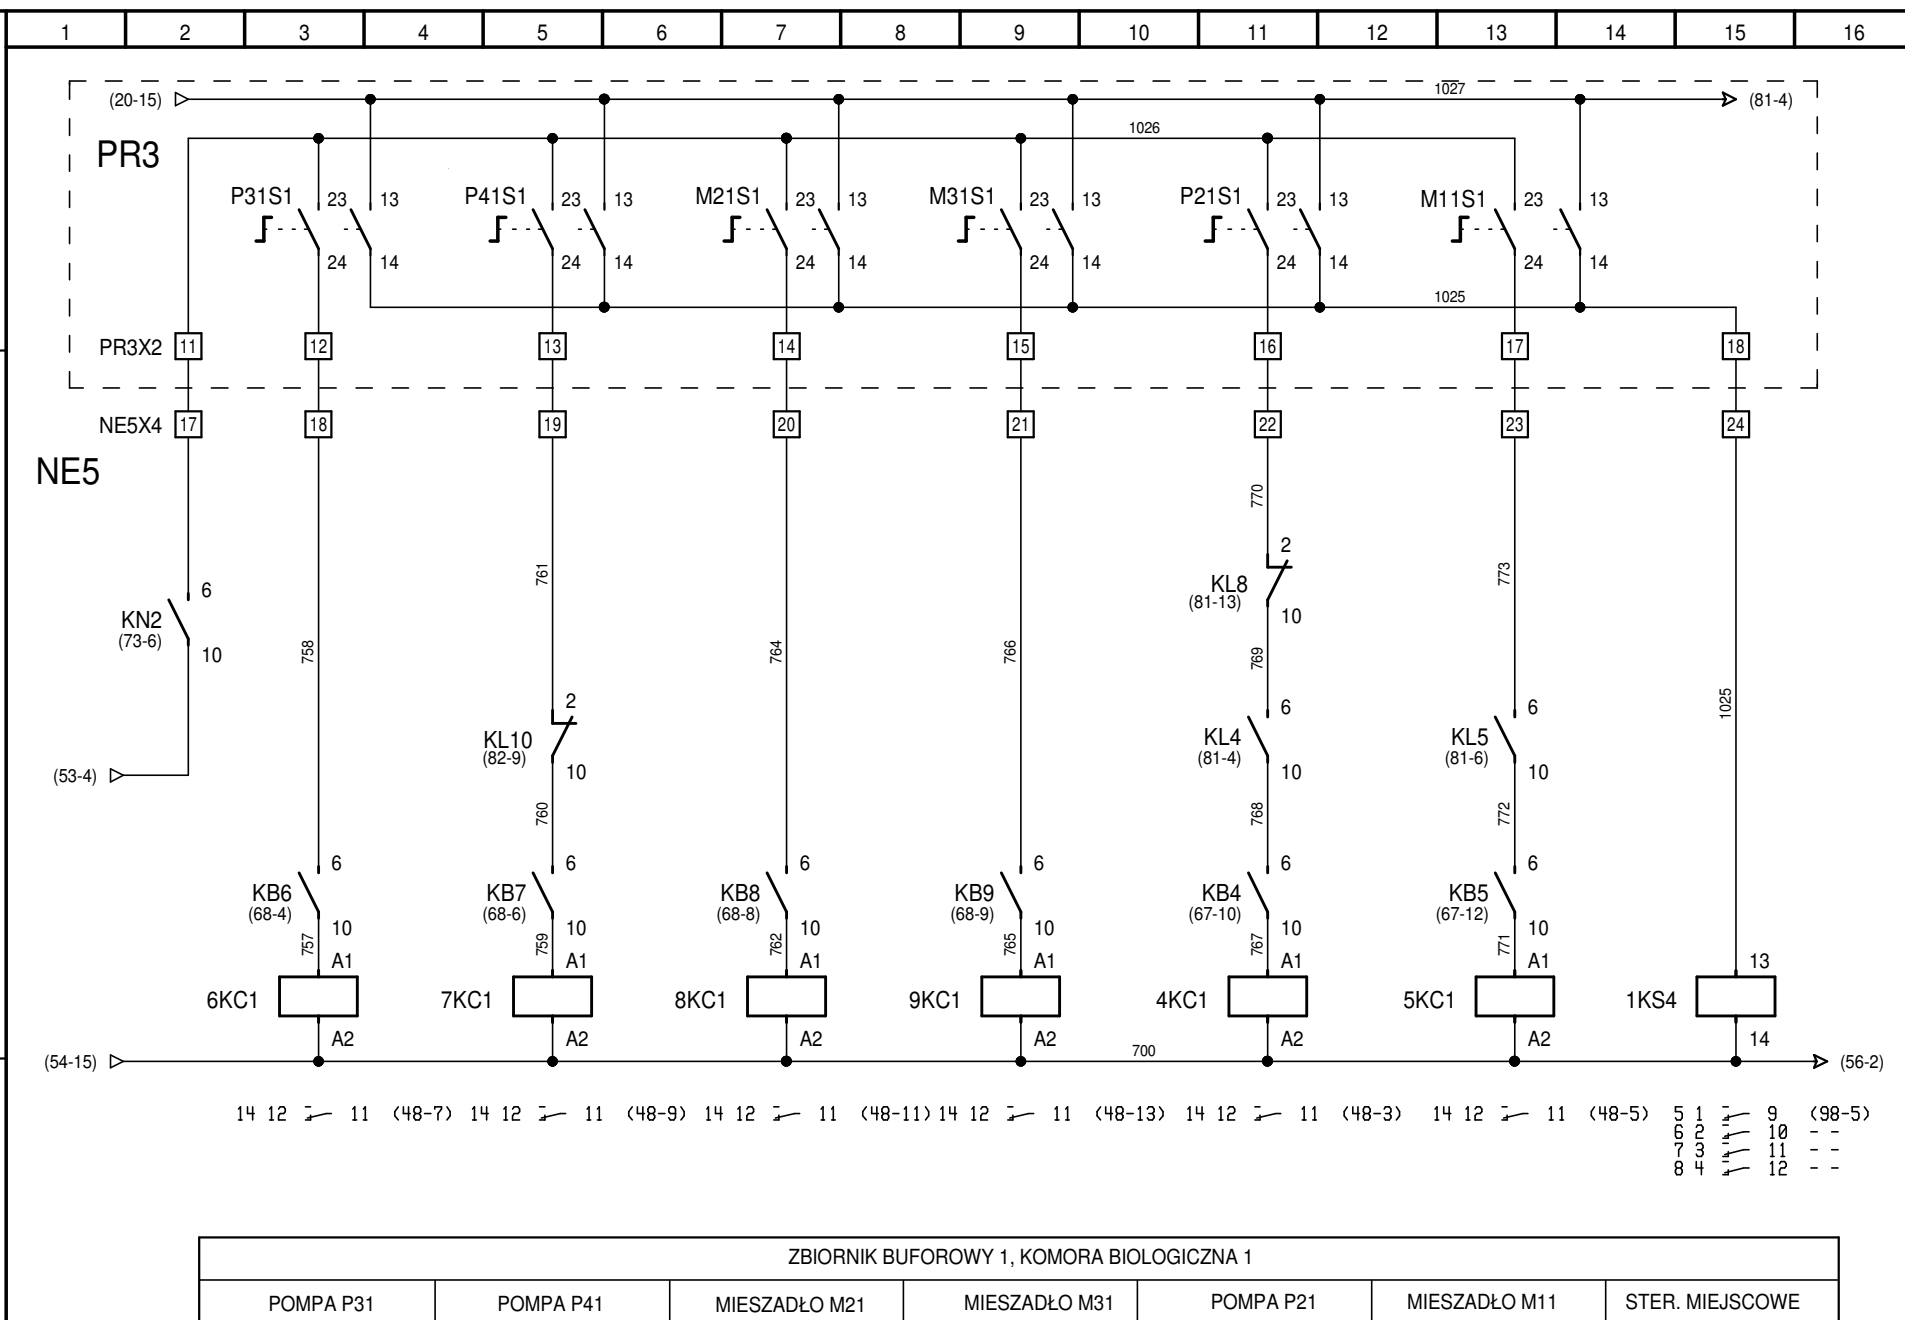 1 2 3 4 5 6 7 8 9 10 11 12 13 14 15 16
(20-15) 1027 (81-4)
1026
PR3
P31S1 23 13 P41S1 23 13 M21S1 23 13 M31S1 23 13 P21S1 23 13 M11S1 23 13
24 14 24 14 24 14 24 14 24 14 24 14
1025
PR3X2 11 12 13 14 15 16 17 18
NE5X4 17 18 19 20 21 22 23 24
NE5
770
2
761 KL8 773
(81-13)
6 10
KN2
(73-6)
10 758 764 766 769
1025
2 6 6
KL10 KL4 KL5
(82-9) (81-4) (81-6)
(53-4) 10 10 10
760 768 772
6 6 6 6 6 6
KB6 KB7 KB8 KB9 KB4 KB5
(68-4) (68-6) (68-8) (68-9) (67-10) (67-12)
10 10 10 10 10 10
757 759 762 765 767 771
A1 A1 A1 A1 A1 A1 13
6KC1 7KC1 8KC1 9KC1 4KC1 5KC1 1KS4
A2 A2 A2 A2 A2 A2 14
(54-15) 700 (56-2)
14 12 11 (48-7) 14 12 11 (48-9) 14 12 11 (48-11) 14 12 11 (48-13) 14 12 11 (48-3) 14 12 11 (48-5) 5 1 9 (98-5)
6 2 10 - -
7 3 11 - -
8 4 12 - -
ZBIORNIK BUFOROWY 1, KOMORA BIOLOGICZNA 1
POMPA P31 POMPA P41 MIESZADŁO M21 MIESZADŁO M31 POMPA P21 MIESZADŁO M11 STER. MIEJSCOWE